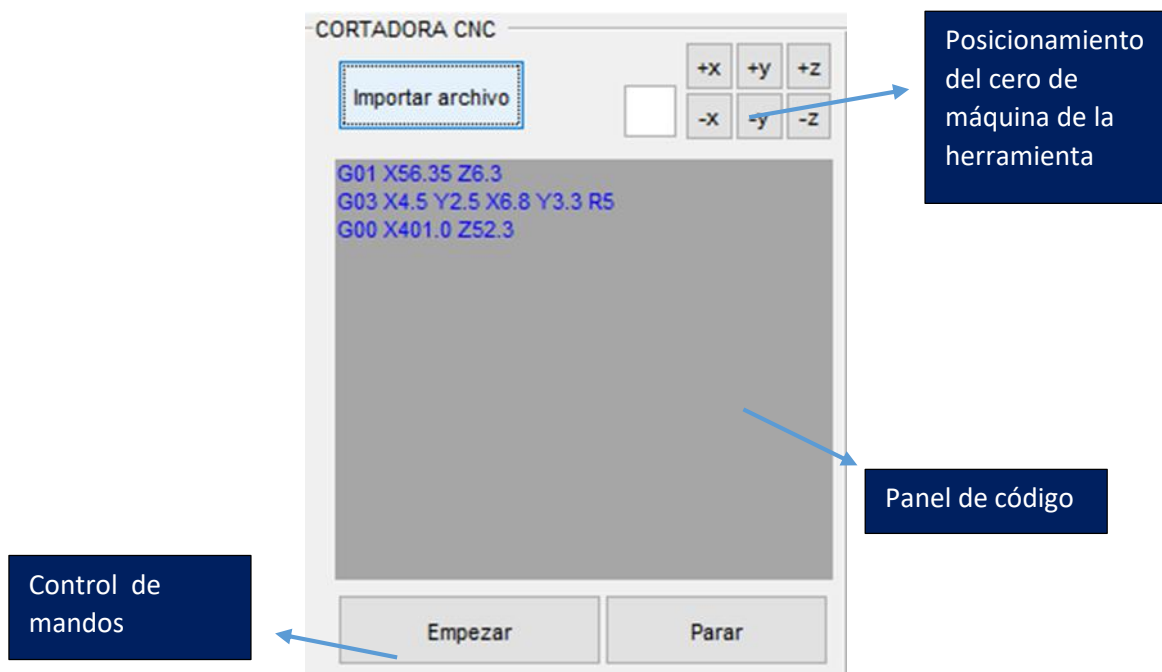 CORTADORA CNC
Importar archivo
+x +y +z
-x -y -z
Posicionamiento
del cero de
máquina de la
herramienta
G01 X56.35 Z6.3
G03 X4.5 Y2.5 X6.8 Y3.3 R5
G00 X401.0 Z52.3
Panel de código
Control de
mandos
Empezar
Parar